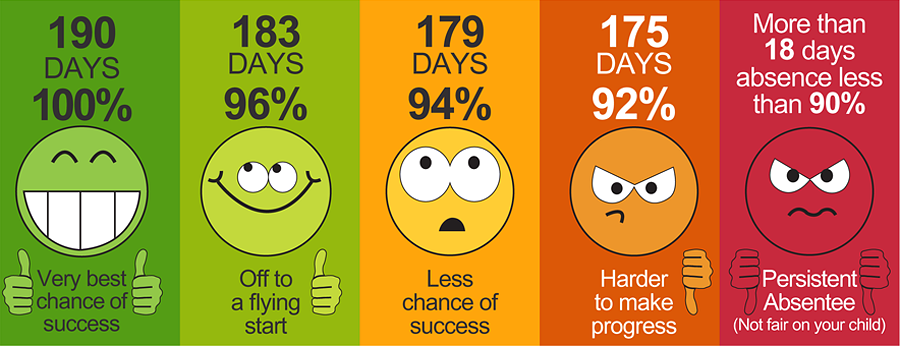 190
DAYS
100%
Very best
chance of
success
183
DAYS
96%
Off to
a flying
start
179
DAYS
94%
Less
chance of
success
175
DAYS
92%
Harder
to make
progress
More than
18 days
absence less
than 90%
Persistent
Absentee
(Not fair on your child)